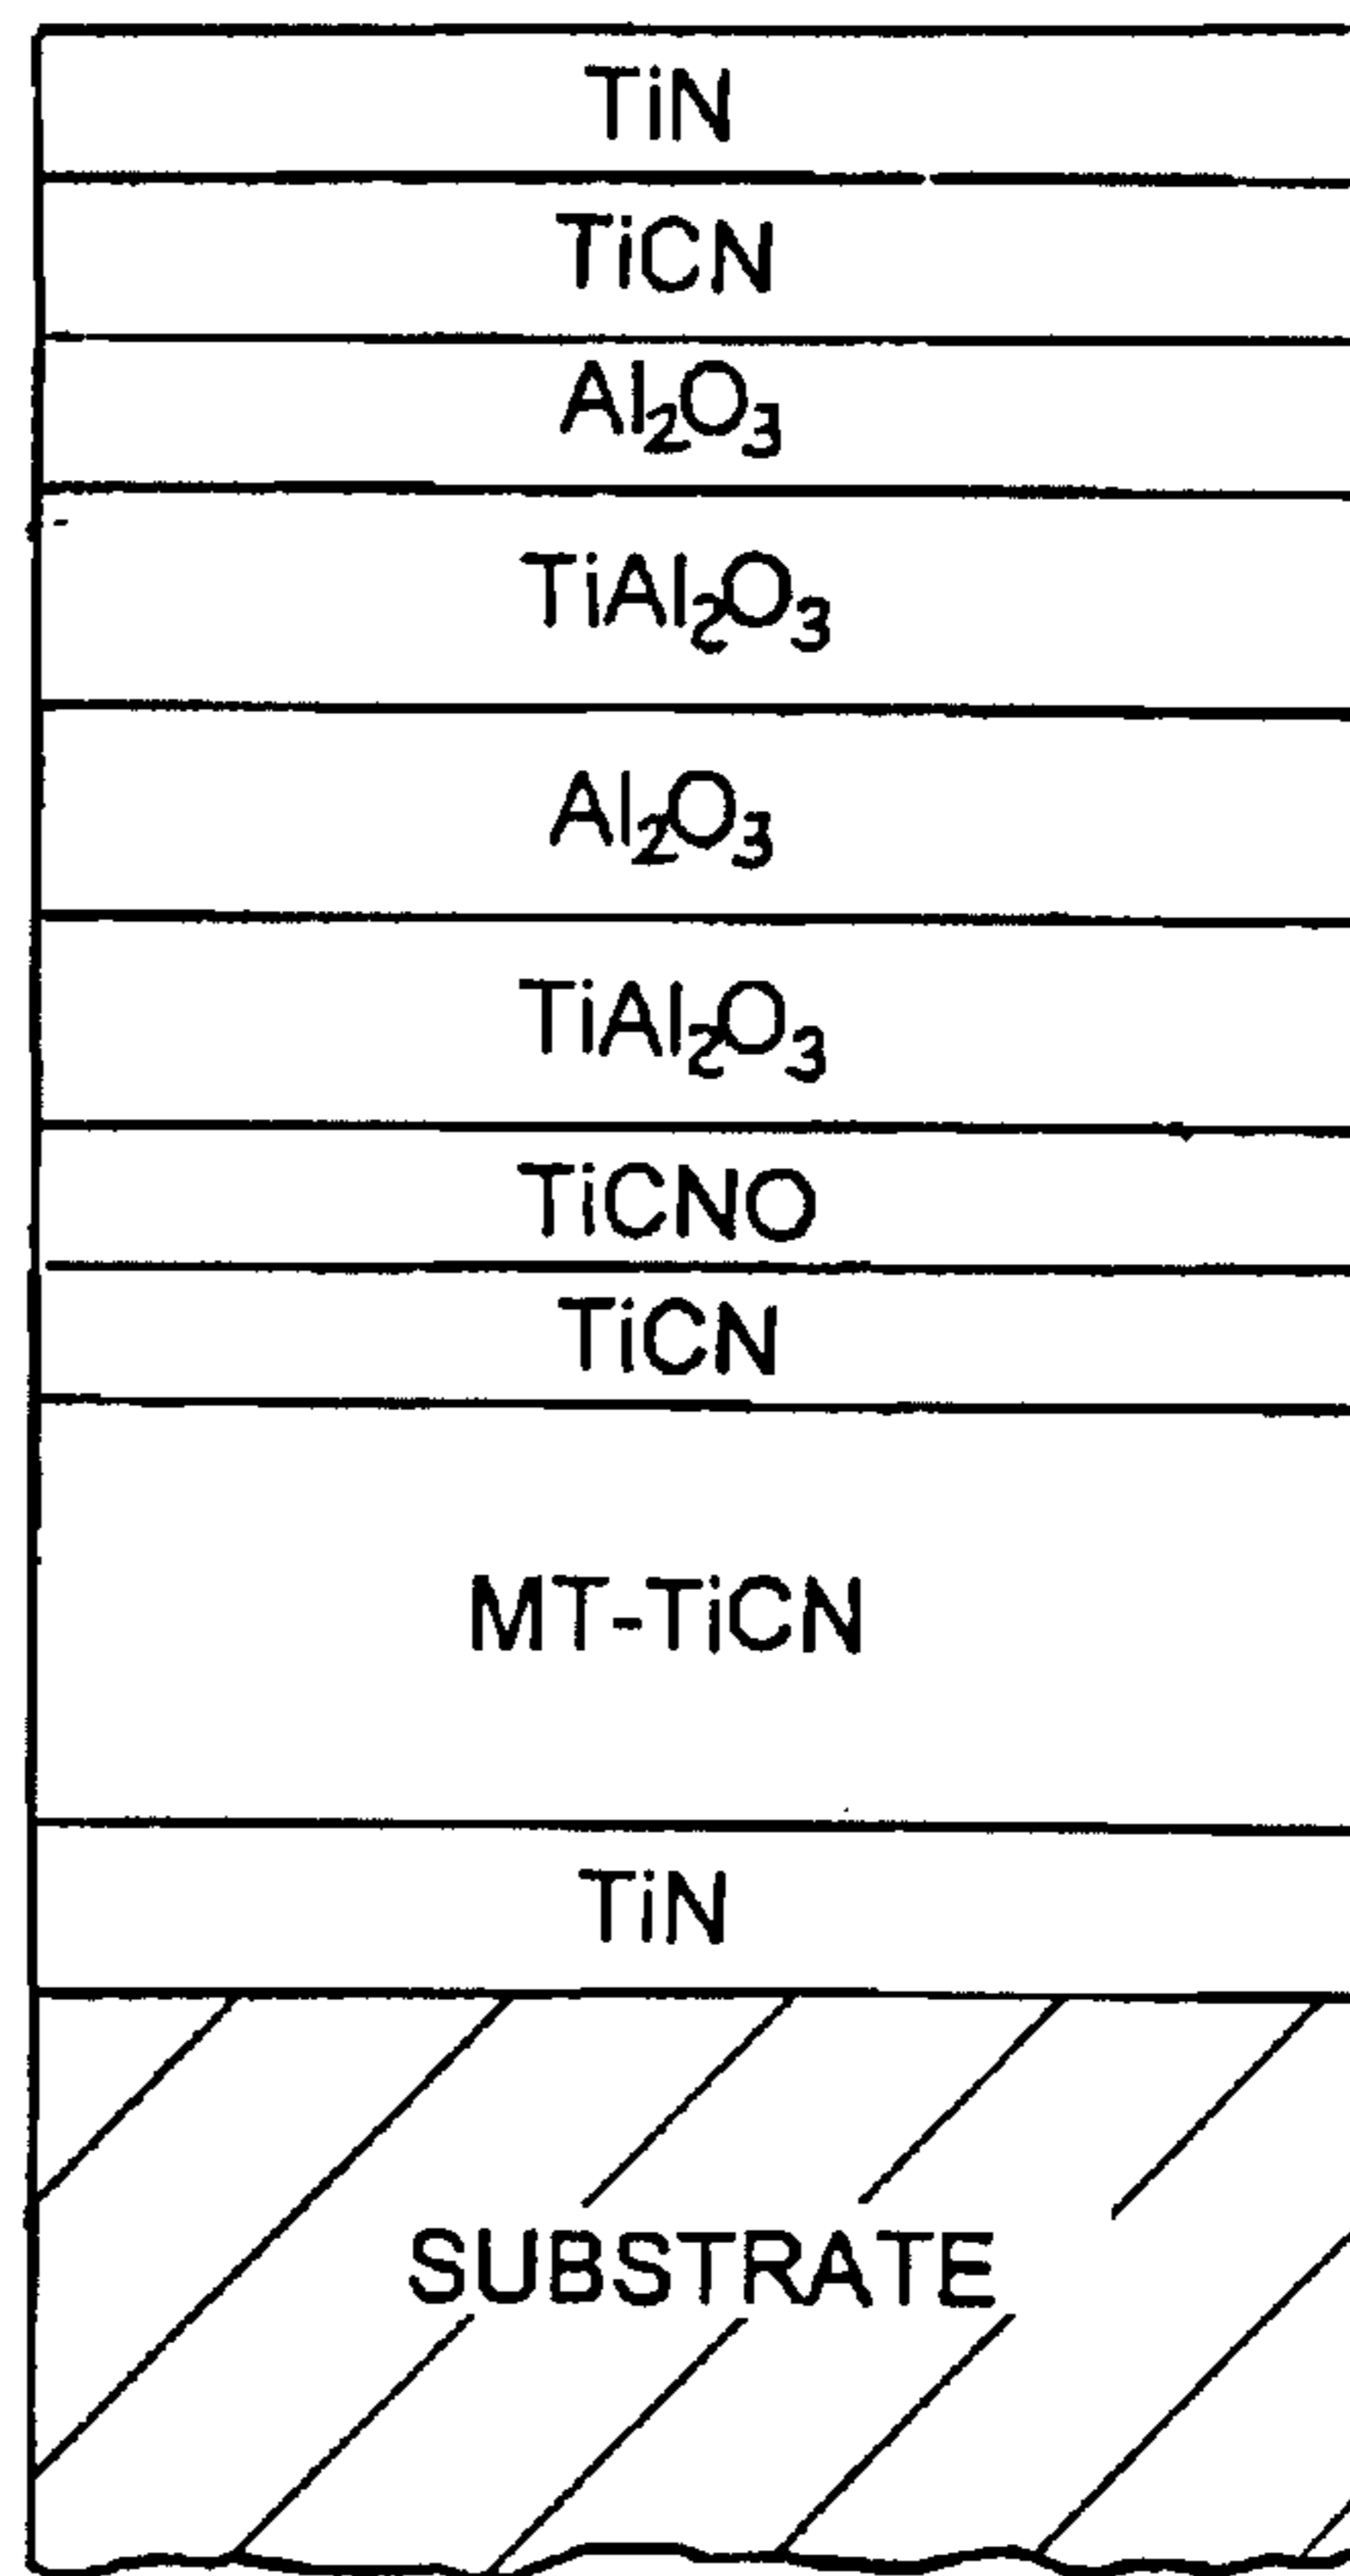 TiN
TiCN
Al₂O₃
TiAl₂O₃
Al₂O₃
TiAl₂O₃
TiCNO
TiCN
MT-TiCN
TiN
SUBSTRATE